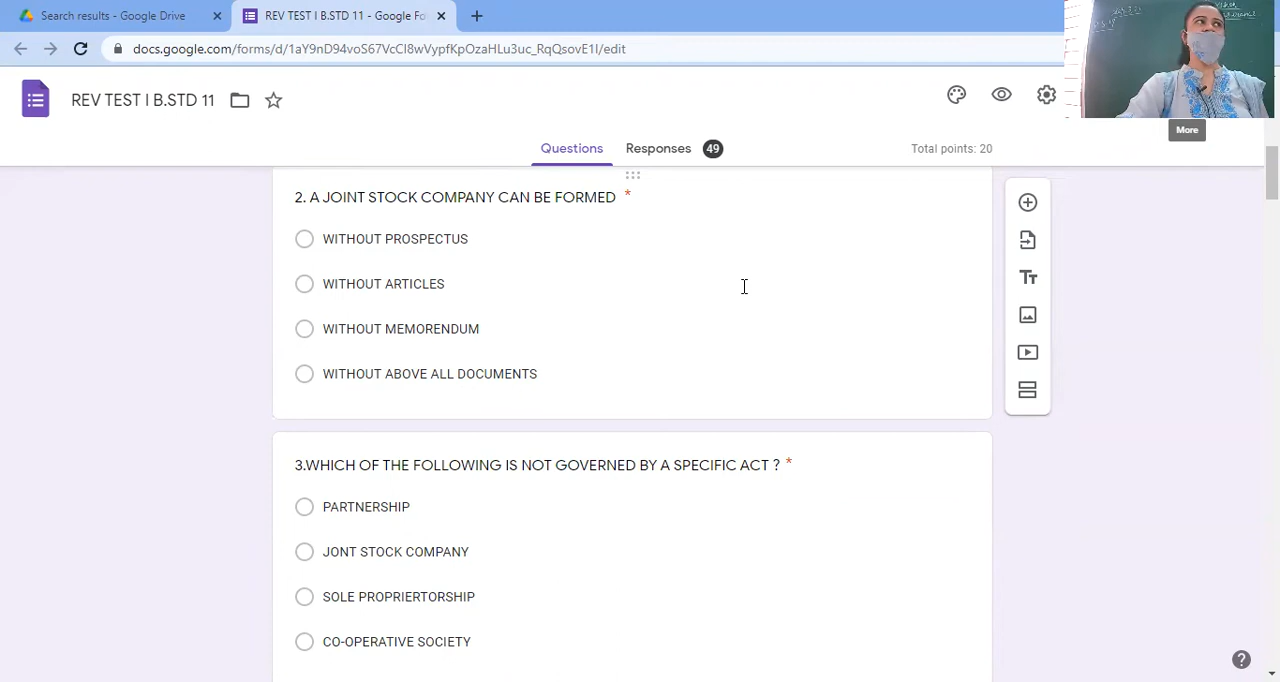 Search results - Google Drive
REV TEST I B.STD 11 - Google Fo
docs.google.com/forms/d/1aY9nD94voSs7VcCl8wVypfKpOzaHLu3uc_RqQsovE1I/edit
REV TEST I B.STD 11
More
Questions
Responses 49
Total points: 20
2. A JOINT STOCK COMPANY CAN BE FORMED *
WITHOUT PROSPECTUS
WITHOUT ARTICLES
WITHOUT MEMORENDUM
WITHOUT ABOVE ALL DOCUMENTS
3.WHICH OF THE FOLLOWING IS NOT GOVERNED BY A SPECIFIC ACT ? *
PARTNERSHIP
JONT STOCK COMPANY
SOLE PROPRIERTORSHIP
CO-OPERATIVE SOCIETY